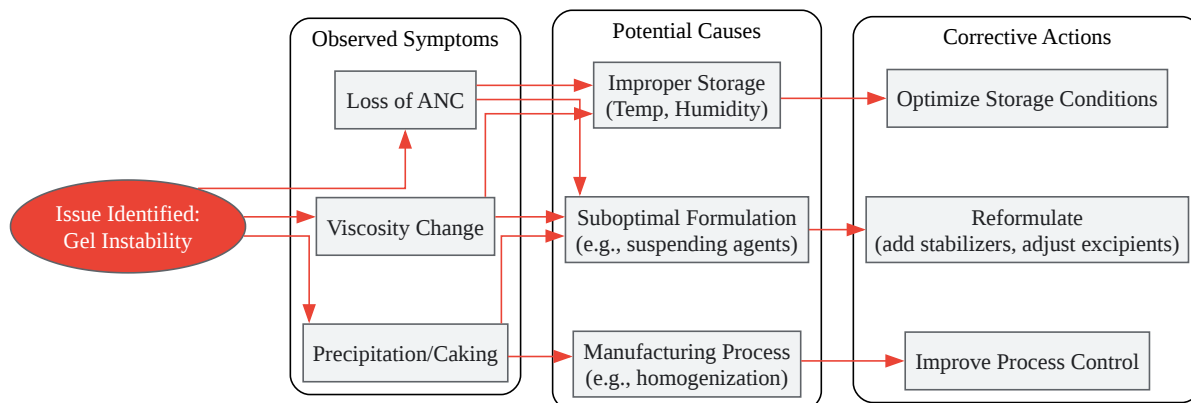 Issue Identified:
Gel Instability
Observed Symptoms
Loss of ANC
Viscosity Change
Precipitation/Caking
Potential Causes
Improper Storage
(Temp, Humidity)
Suboptimal Formulation
(e.g., suspending agents)
Manufacturing Process
(e.g., homogenization)
Corrective Actions
Optimize Storage Conditions
Reformulate
(add stabilizers, adjust excipients)
Improve Process Control